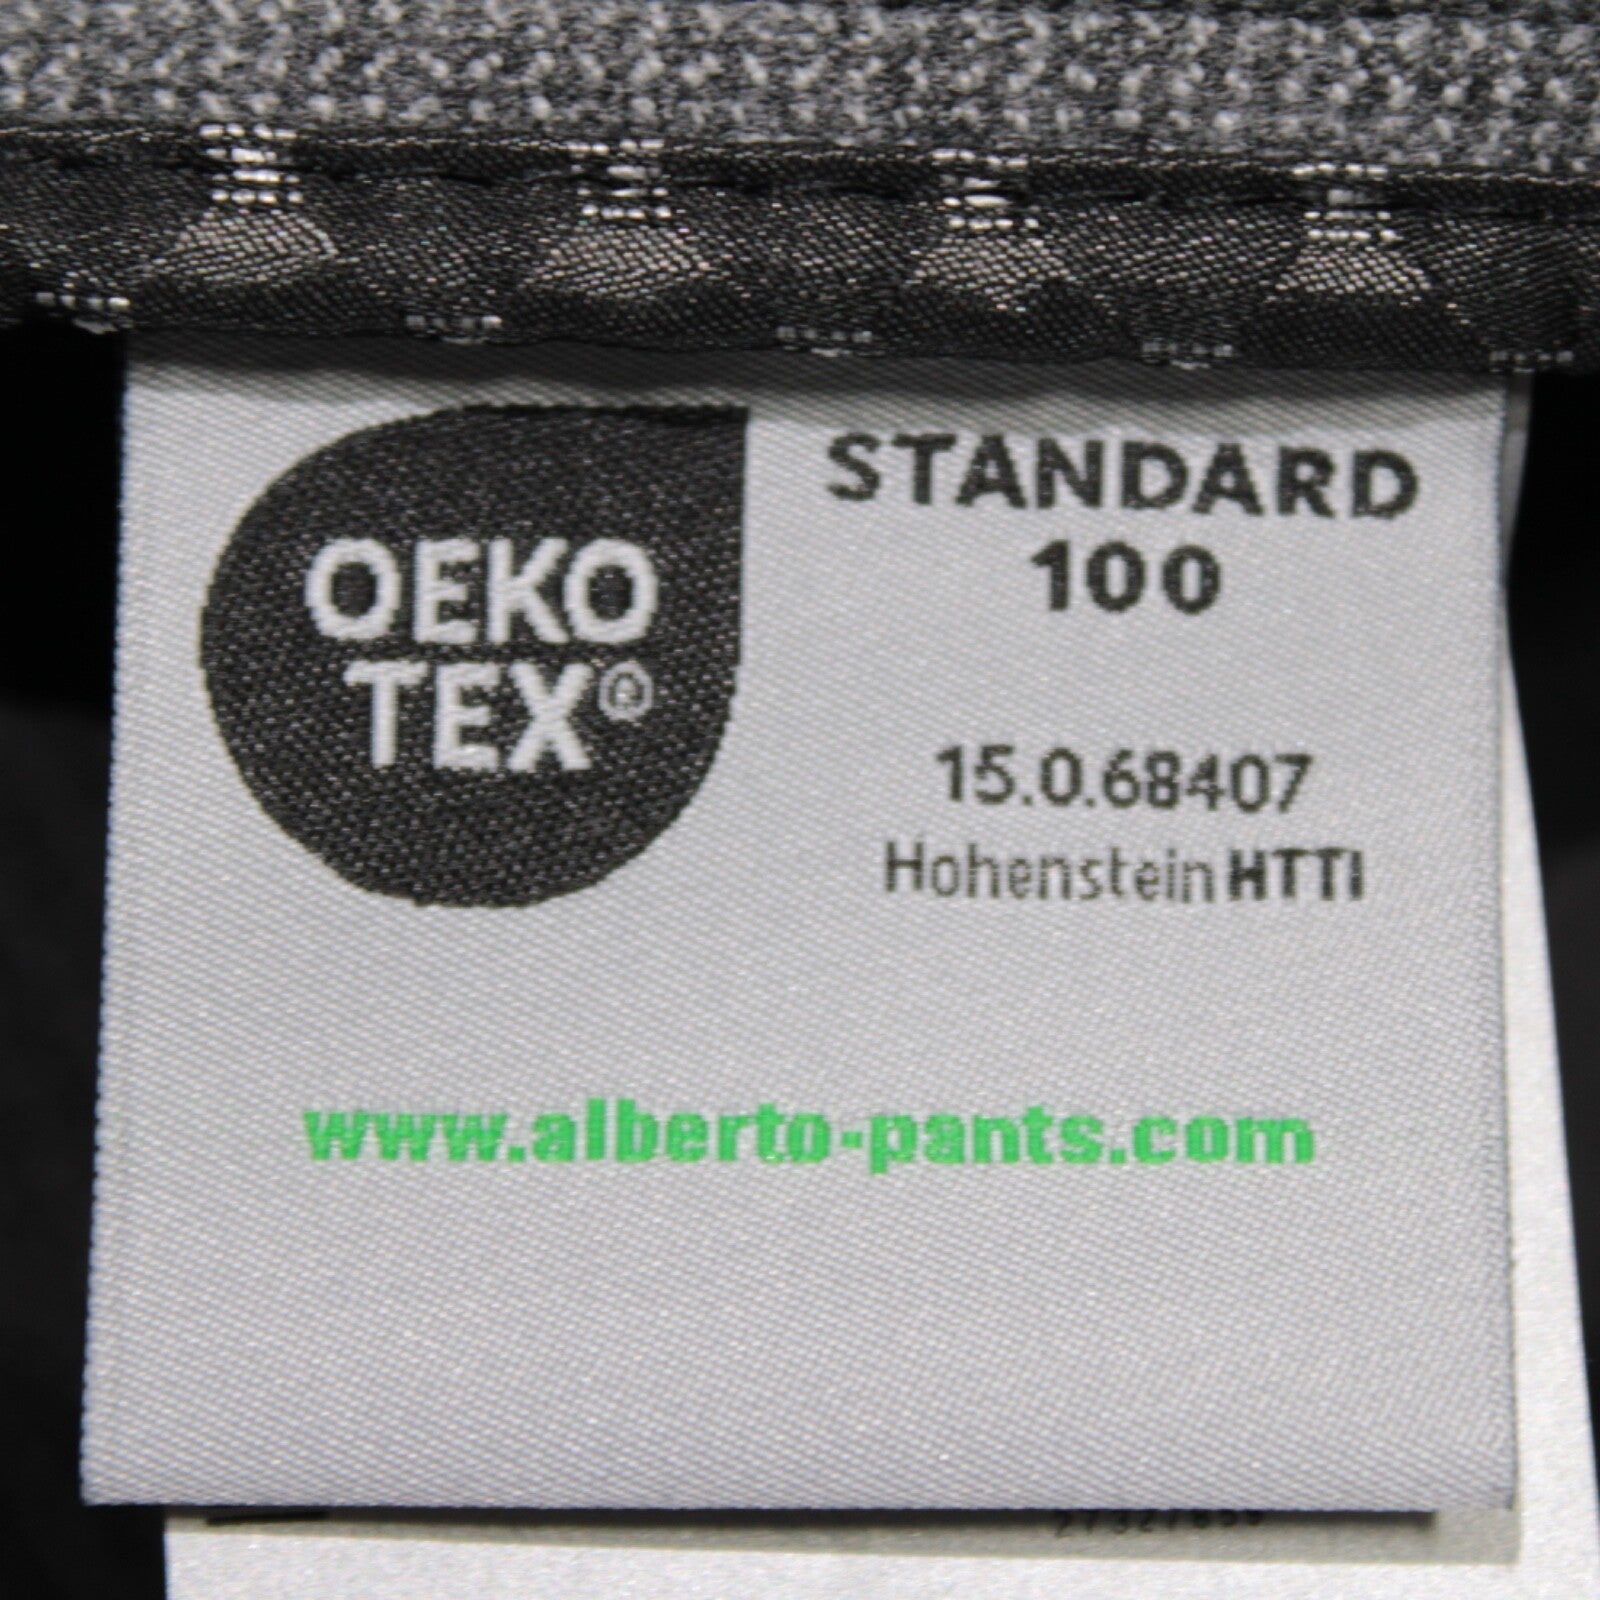 OEKO
TEX®
STANDARD
100
15.0.68407
Hohenstein HTTI
www.alberto-pants.com